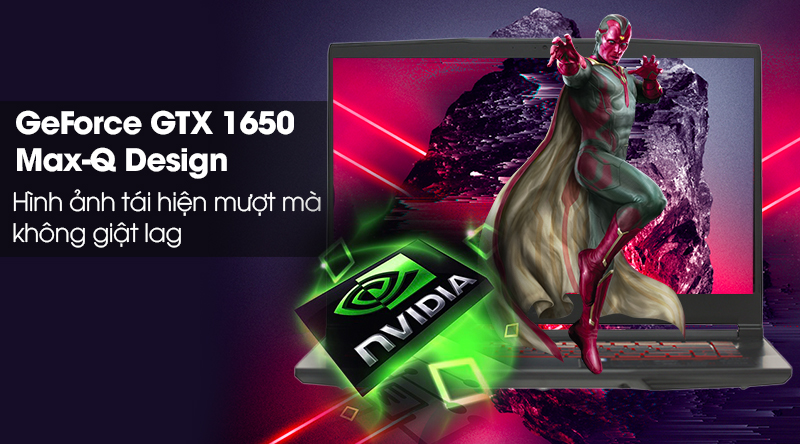 GeForce GTX 1650
Max-Q Design
Hình ảnh tái hiện mượt mà
không giật lag
NVIDIA